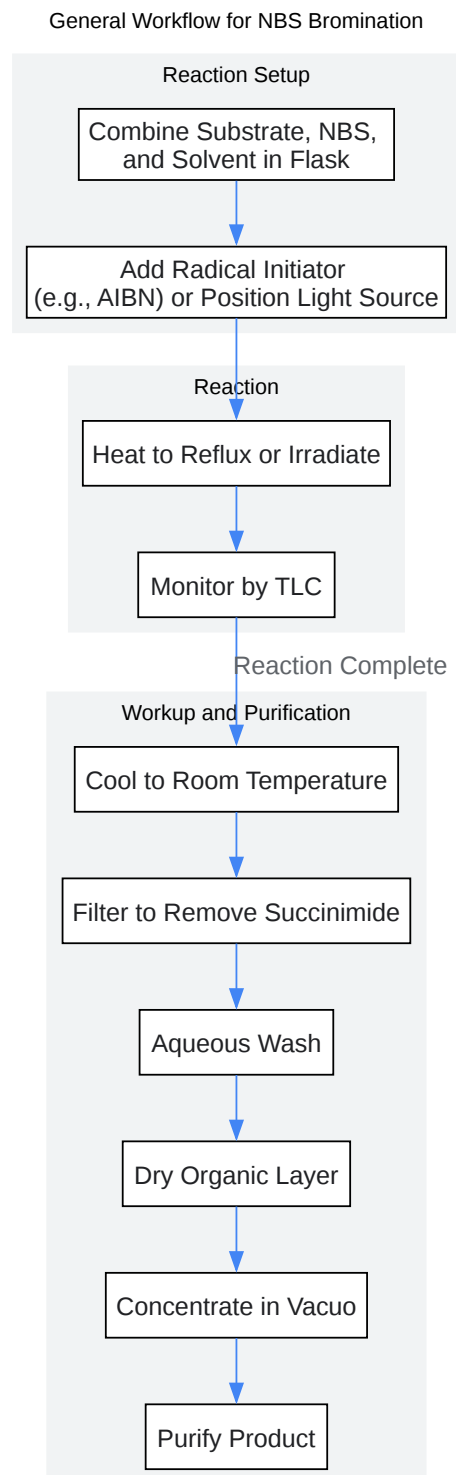 General Workflow for NBS Bromination
Reaction Setup
Combine Substrate, NBS,
and Solvent in Flask
Add Radical Initiator
(e.g., AIBN) or Position Light Source
Reaction
Heat to Reflux or Irradiate
Monitor by TLC
Reaction Complete
Workup and Purification
Cool to Room Temperature
Filter to Remove Succinimide
Aqueous Wash
Dry Organic Layer
Concentrate in Vacuo
Purify Product